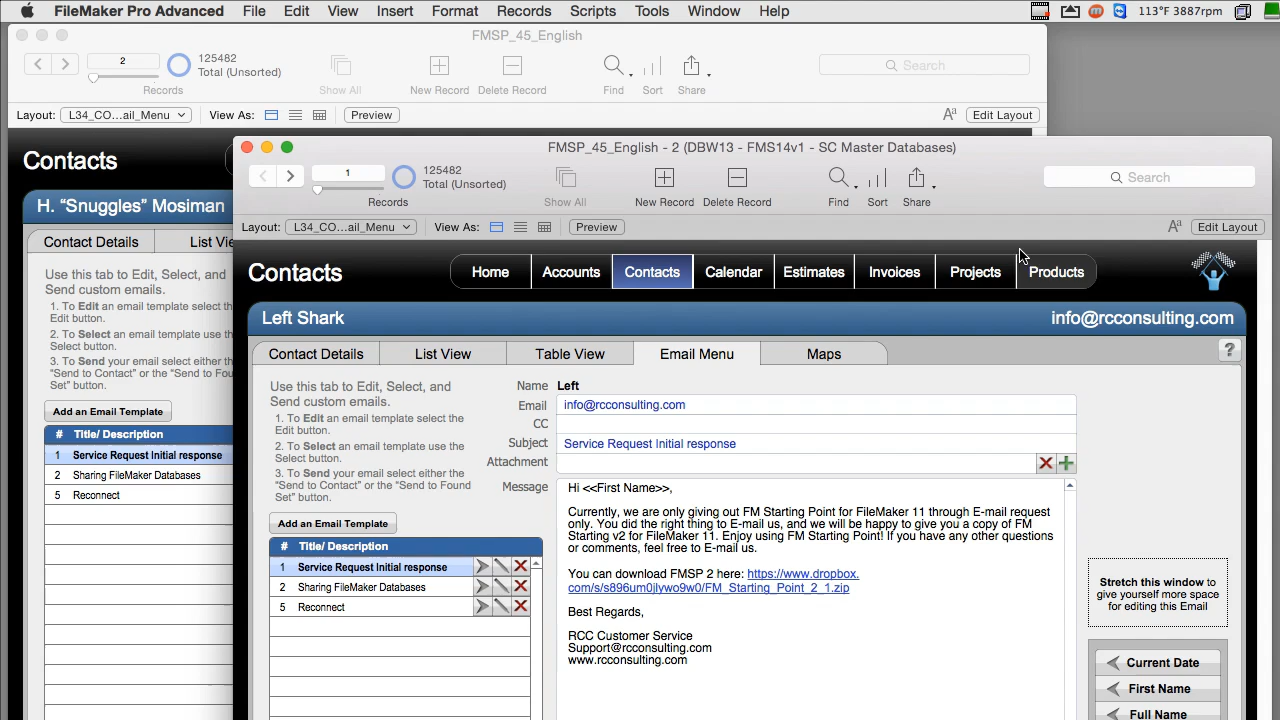 FileMaker Pro Advanced File Edit View Insert Format Records Scripts Tools Window Help 113°F 3887rpm
FMSP_45_English
2
125482
Total (Unsorted)
Search
Records Show All New Record Delete Record Find Sort Share
Layout: L34_CO...ail_Menu View As: Preview Aa Edit Layout
Contacts
H. “Snuggles” Mosiman
Contact Details
Use this tab to Edit, Select, and
Send custom emails.
1. To Edit an email template select the
Edit button.
2. To Select an email template use th
Select button.
3. To Send your email select either th
"Send to Contact" or the "Send to Fou
Set" button.
Add an Email Template
# Title/ Description
1 Service Request Initial response
2 Sharing FileMaker Databases
5 Reconnect
FMSP_45_English - 2 (DBW13 - FMS14v1 - SC Master Databases)
1
125482
Total (Unsorted)
Search
Records Show All New Record Delete Record Find Sort Share
Layout: L34_CO...ail_Menu View As: Preview Aa Edit Layout
Contacts
Home Accounts Contacts Calendar Estimates Invoices Projects Products
Left Shark
info@rcconsulting.com
Contact Details List View Table View Email Menu Maps
?
Use this tab to Edit, Select, and
Send custom emails.
1. To Edit an email template select the
Edit button.
2. To Select an email template use the
Select button.
3. To Send your email select either the
"Send to Contact" or the "Send to Found
Set" button.
Add an Email Template
# Title/ Description
1 Service Request Initial response
2 Sharing FileMaker Databases
5 Reconnect
Name Left
Email info@rcconsulting.com
CC
Subject Service Request Initial response
Attachment
Message
Hi <<First Name>>,
Currently, we are only giving out FM Starting Point for FileMaker 11 through E-mail request
only. You did the right thing to E-mail us, and we will be happy to give you a copy of FM
Starting v2 for FileMaker 11. Enjoy using FM Starting Point! If you have any other questions
or comments, feel free to E-mail us.
You can download FMSP 2 here: https://www.dropbox.
com/s/s896um0jlywo9w0/FM_Starting_Point_2_1.zip
Best Regards,
RCC Customer Service
Support@rcconsulting.com
www.rcconsulting.com
Stretch this window to
give yourself more space
for editing this Email
Current Date
First Name
Full Name